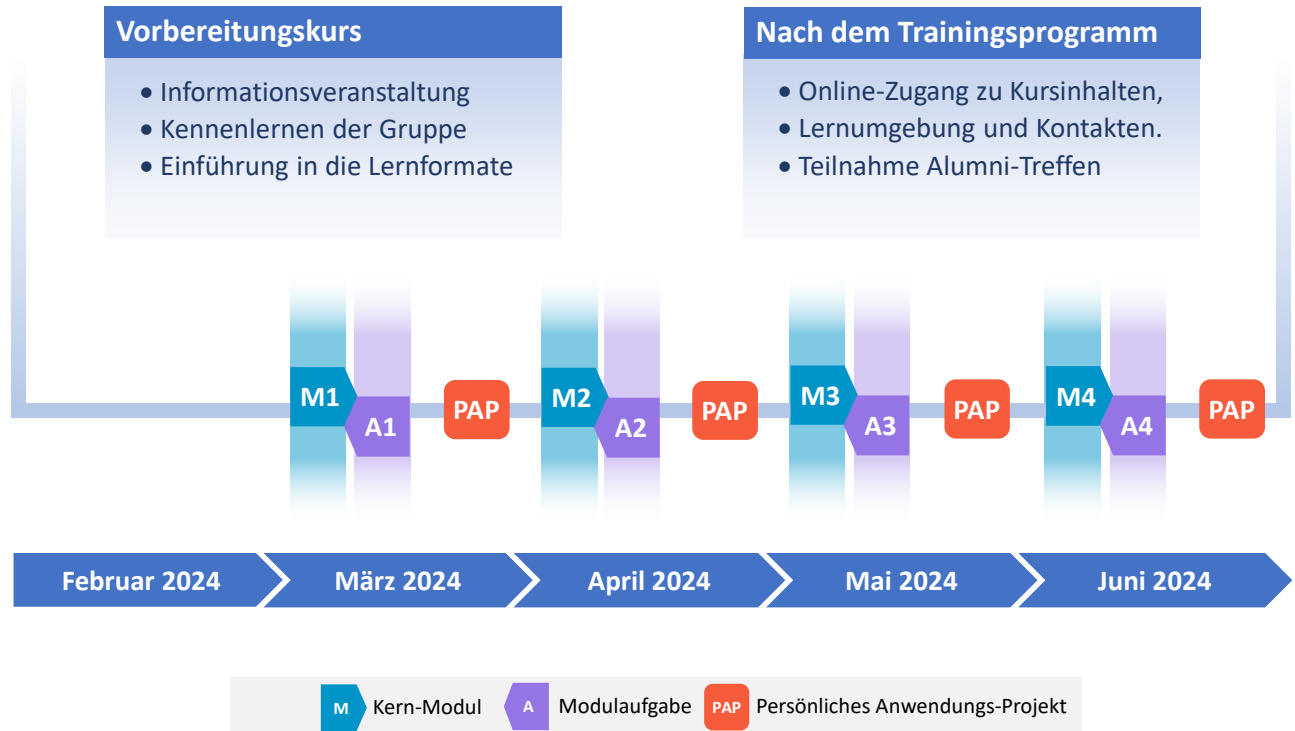 Vorbereitungskurs
• Informationsveranstaltung
• Kennenlernen der Gruppe
• Einführung in die Lernformate
Nach dem Trainingsprogramm
• Online-Zugang zu Kursinhalten,
• Lernumgebung und Kontakten.
• Teilnahme Alumni-Treffen
M1
A1
PAP
M2
A2
PAP
M3
A3
PAP
M4
A4
PAP
Februar 2024
März 2024
April 2024
Mai 2024
Juni 2024
M Kern-Modul
A Modulaufgabe
PAP Persönliches Anwendungs-Projekt